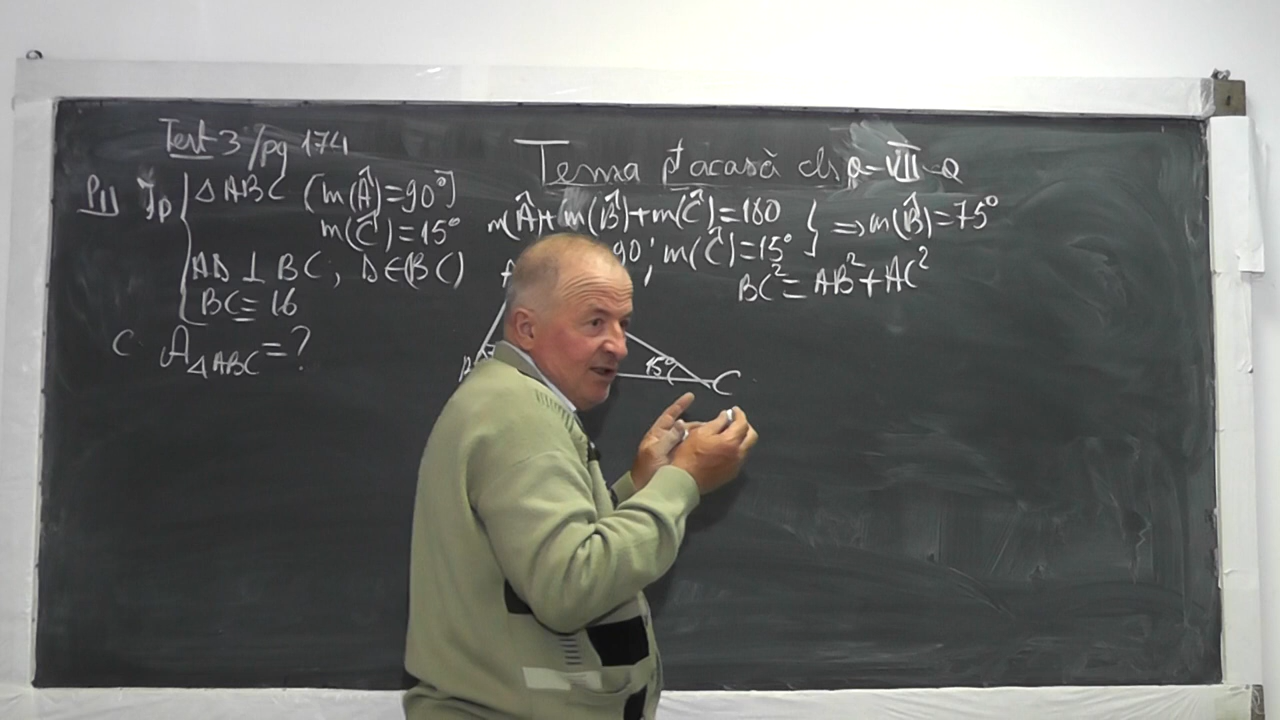 Test 3/pg 174
Tema pt acasă cls a-VII-a
P11 Ip ΔABC (m(Â)=90°)
m(Ĉ)=15°
AD ⊥ BC, D∈(BC)
BC=16
C A ΔABC=?
m(Â)+m(B̂)+m(Ĉ)=180 } ⇒m(B̂)=75°
90; m(Ĉ)=15°
BC²=AB²+AC²
15°
C